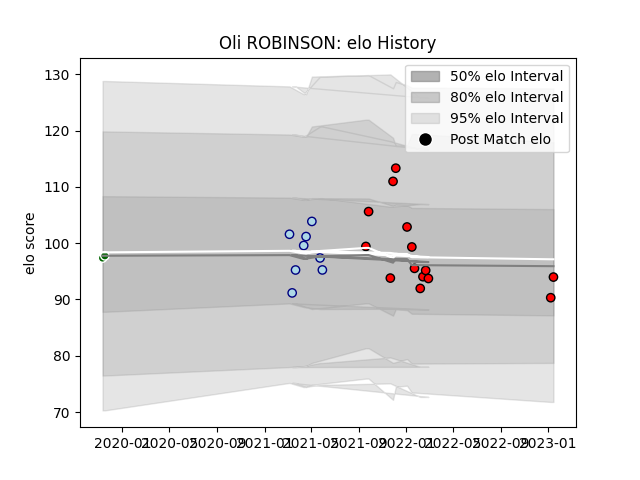 Oli ROBINSON: elo History
50% elo Interval
80% elo Interval
95% elo Interval
Post Match elo
elo score
130
120
110
100
90
80
70
2020-01 2020-05 2020-09 2021-01 2021-05 2021-09 2022-01 2022-05 2022-09 2023-01